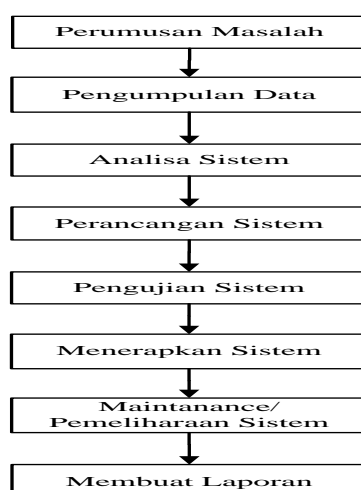 Perumusan Masalah
Pengumpulan Data
Analisa Sistem
Perancangan Sistem
Pengujian Sistem
Menerapkan Sistem
Maintanance/
Pemeliharaan Sistem
Membuat Laporan